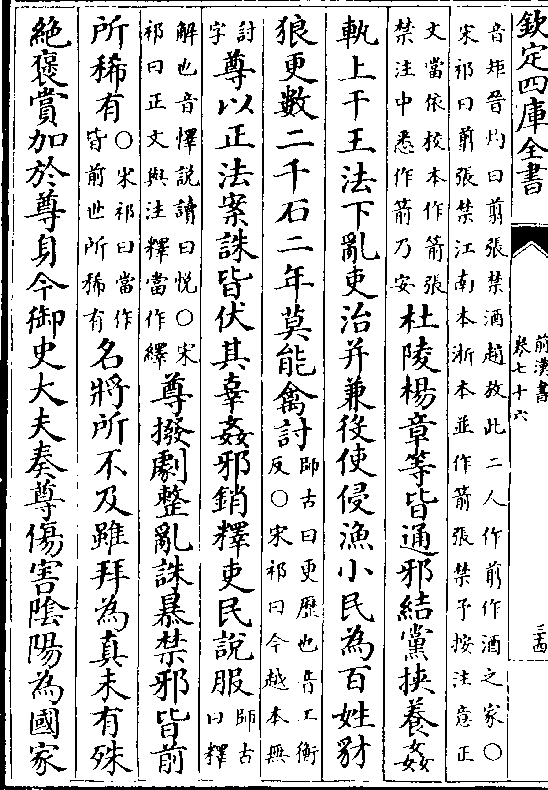 欽定四庫全書
前漢書
卷七十六
三四
音矩晉灼曰翦張禁酒趙放此二人作翦作酒之家○
宋祁曰翦張禁江南本浙本並作箭張禁予按注意正
文當依校本作箭張
禁注中悉作箭乃安
杜陵楊章等皆通邪結黨挾養姦
軌上干王法下亂吏治并兼役使侵漁小民為百姓豺
狼更數二千石二年莫能禽討
師古曰更歷也音工衡
反○宋祁曰今越本無
討
字
尊以正法案誅皆伏其辜姦邪銷釋吏民說服
師古
曰釋
解也音懌說讀曰悅○宋
祁曰正文與注釋當作繹
尊撥劇整亂誅暴禁邪皆前
所稀有
○宋祁曰當作
皆前世所稀有
名將所不及雖拜為真未有殊
絶褒賞加於尊身今御史大夫奏尊傷害陰陽為國家